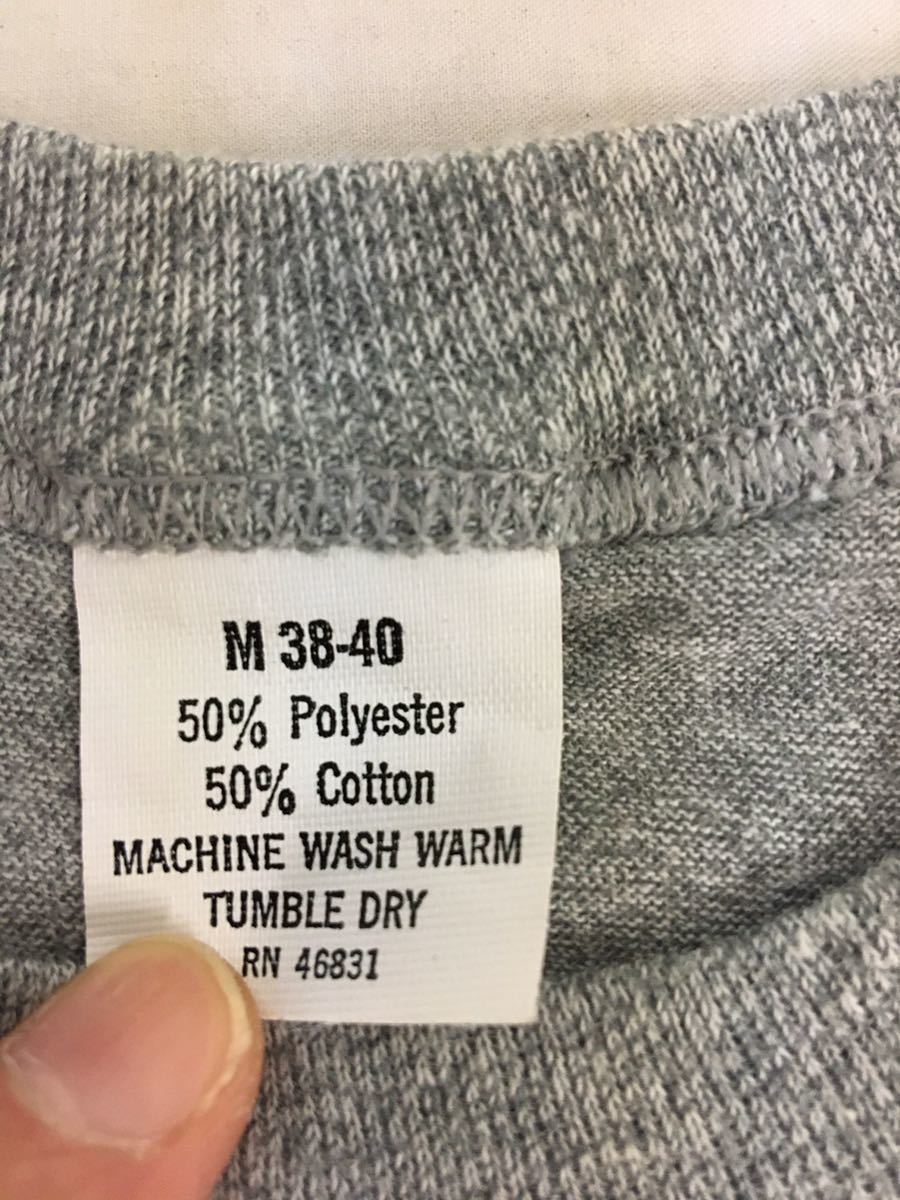 M 38-40
50% Polyester
50% Cotton
MACHINE WASH WARM
TUMBLE DRY
RN 46831